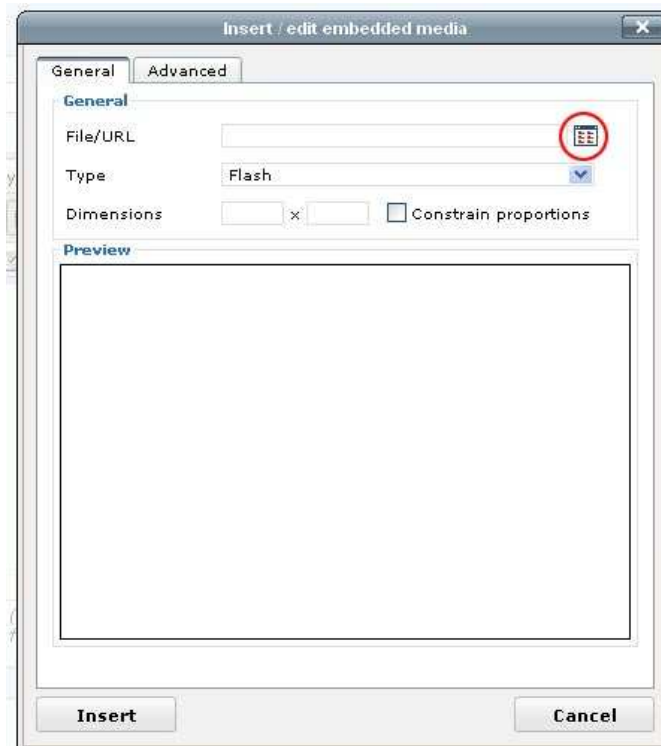 Insert / edit embedded media
General Advanced
General
File/URL
Type Flash
Dimensions x Constrain proportions
Preview
Insert Cancel